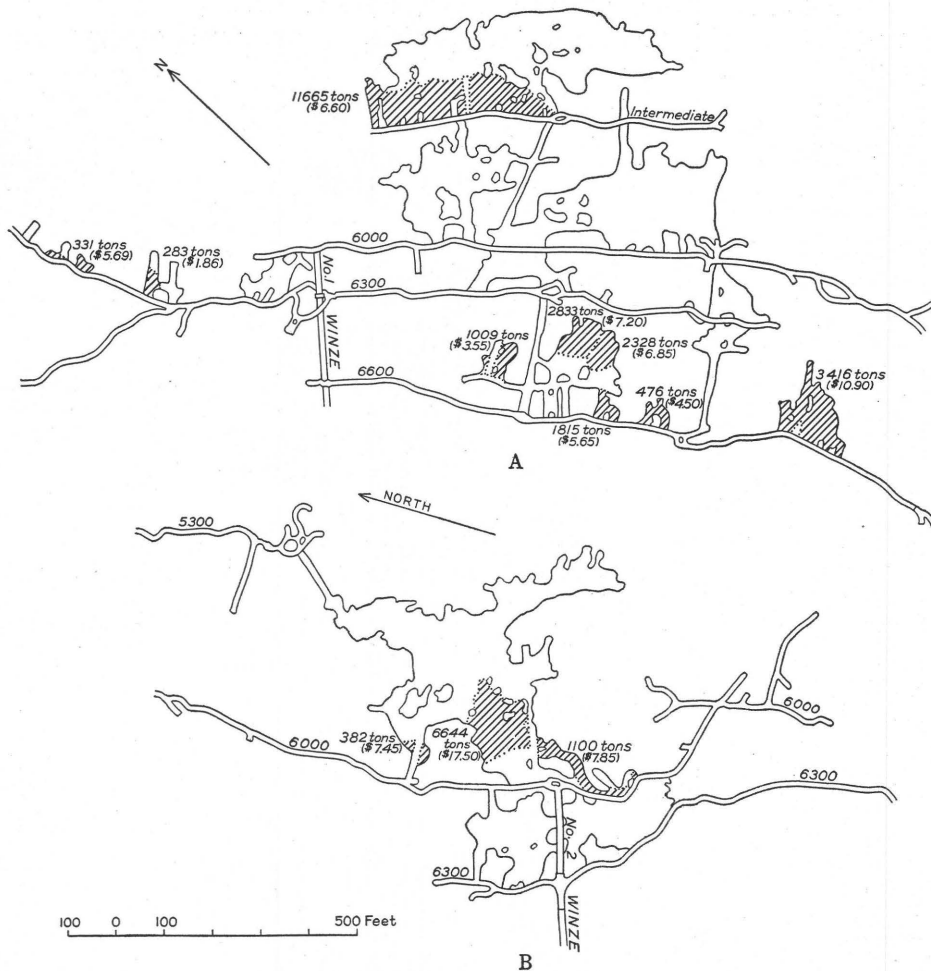 N
11665 tons
($ 6.60)
Intermediate
331 tons
($5.69)
283 tons
($1.86)
6000
No. 1
WINZE
6300
2833 tons
($ 7.20)
1009 tons
($3.55)
2328 tons
($ 6.85)
6600
476 tons
($4.50)
3416 tons
($10.90)
1815 tons
($5.65)
A
NORTH
5300
6000
6000
382 tons
($7.45)
6644
tons
($17.50)
1100 tons
($7.85)
6300
No. 2
WINZE
6300
100 0 100 500 Feet
B